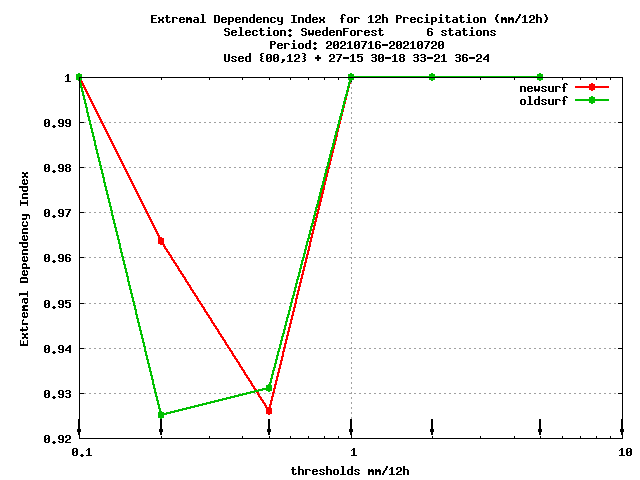 Extremal Dependency Index  for 12h Precipitation (mm/12h)
Selection: SwedenForest      6 stations
Period: 20210716-20210720
Used {00,12} + 27-15 30-18 33-21 36-24
newsurf
oldsurf
1
0.99
0.98
0.97
0.96
0.95
0.94
0.93
0.92
Extremal Dependency Index
0.1
1
10
thresholds mm/12h